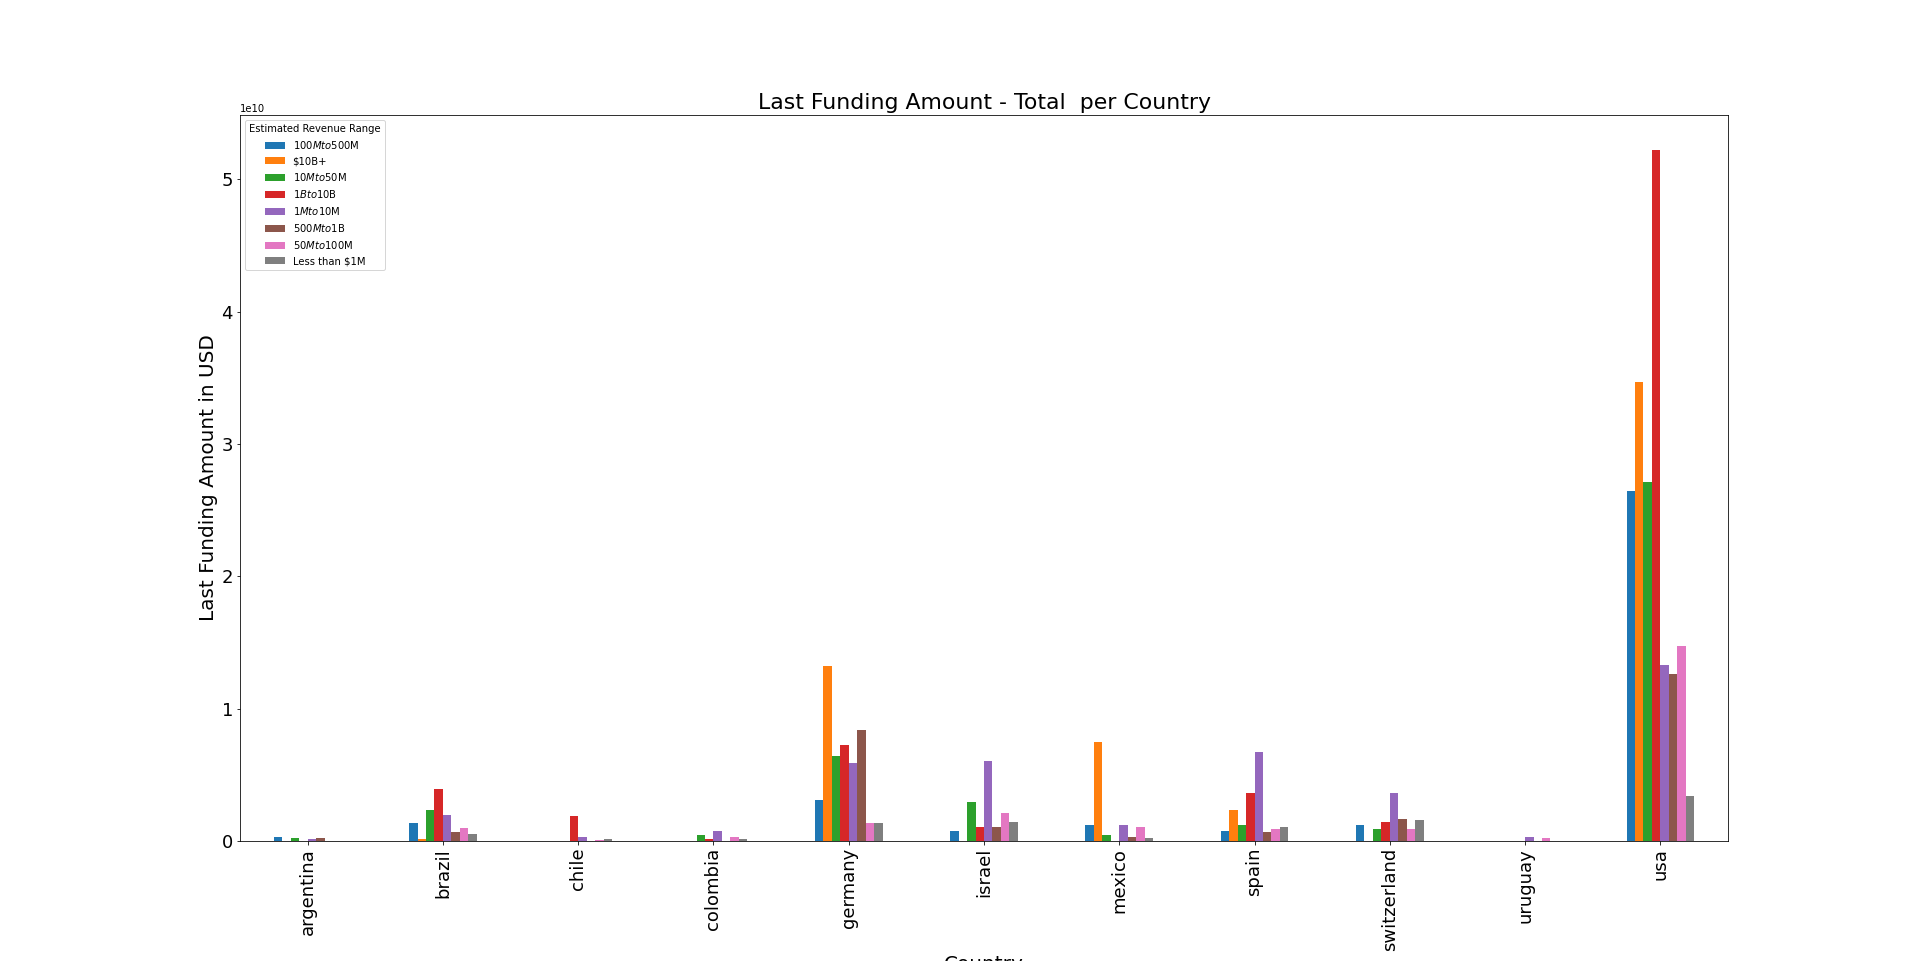 Last Funding Amount - Total  per Country
1e10
Estimated Revenue Range
100Mto500M
$10B+
10Mto50M
1Bto10B
1Mto10M
500Mto1B
50Mto100M
Less than $1M
Last Funding Amount in USD
5
4
3
2
1
0
argentina
brazil
chile
colombia
germany
israel
mexico
spain
switzerland
uruguay
usa
Country